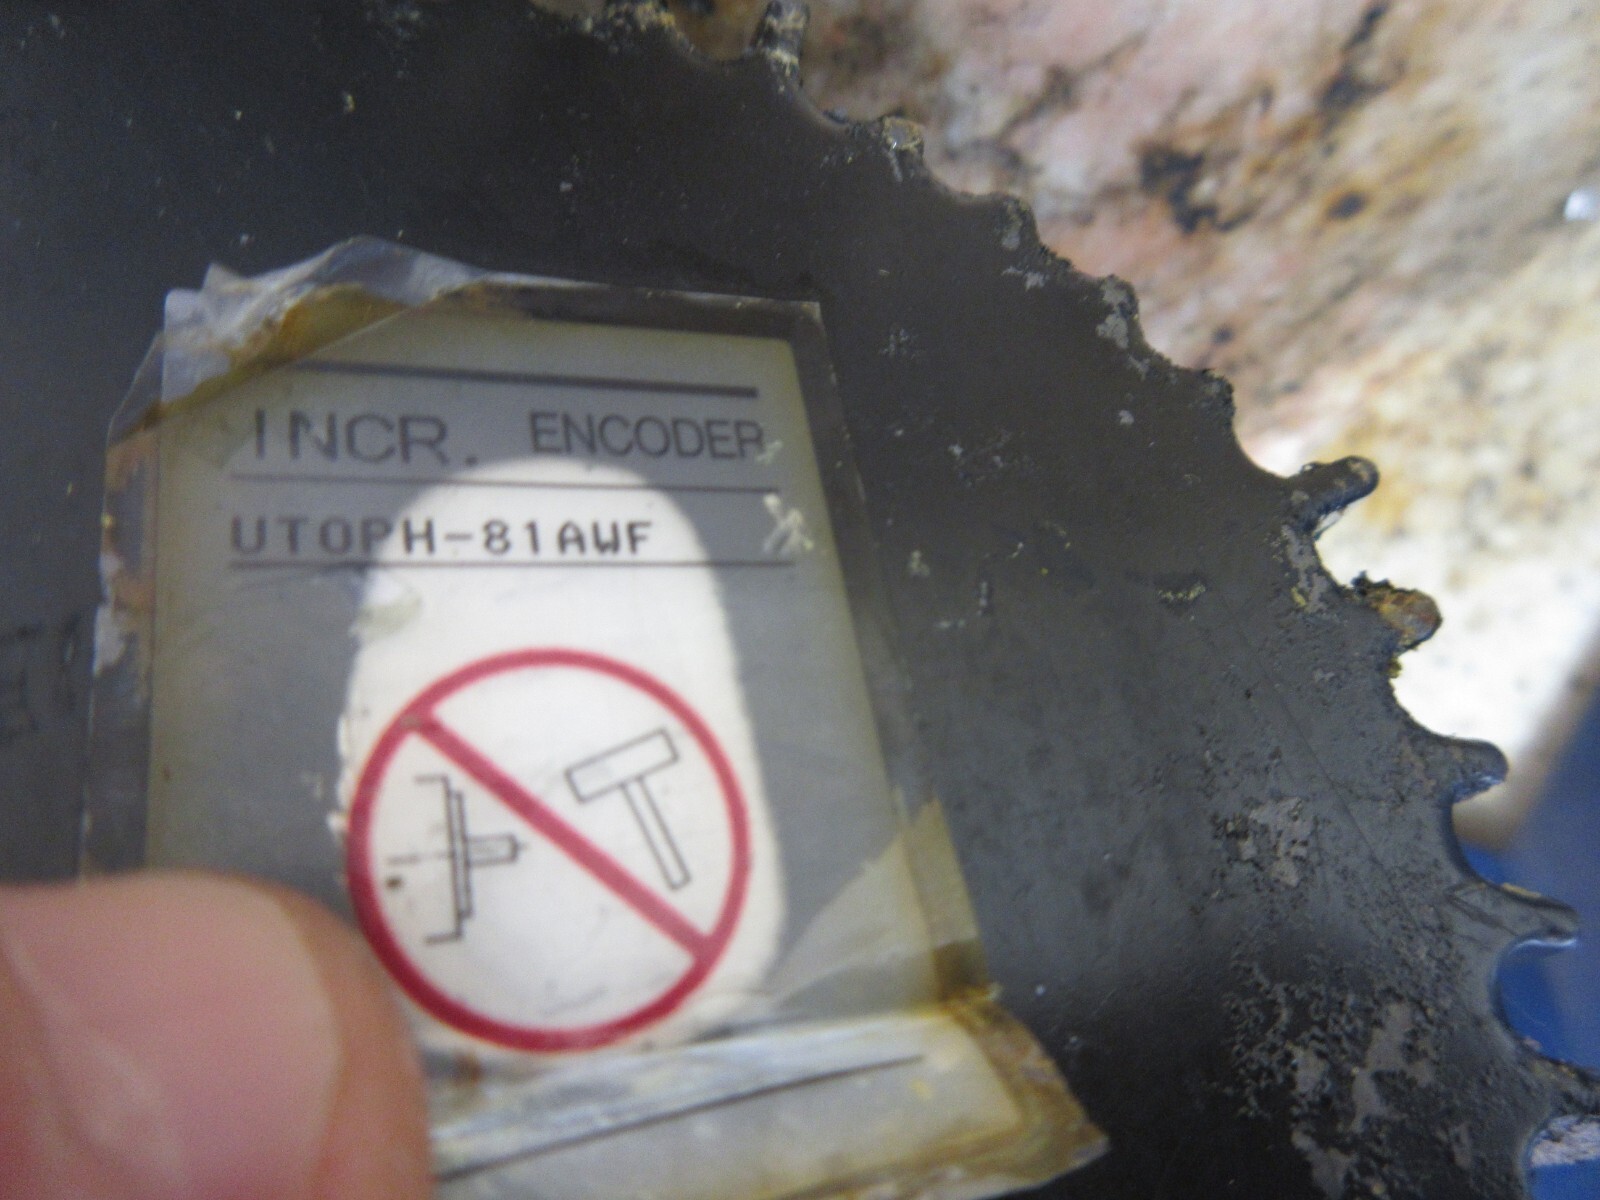 INCR. ENCODER
UTOPH-81AWF